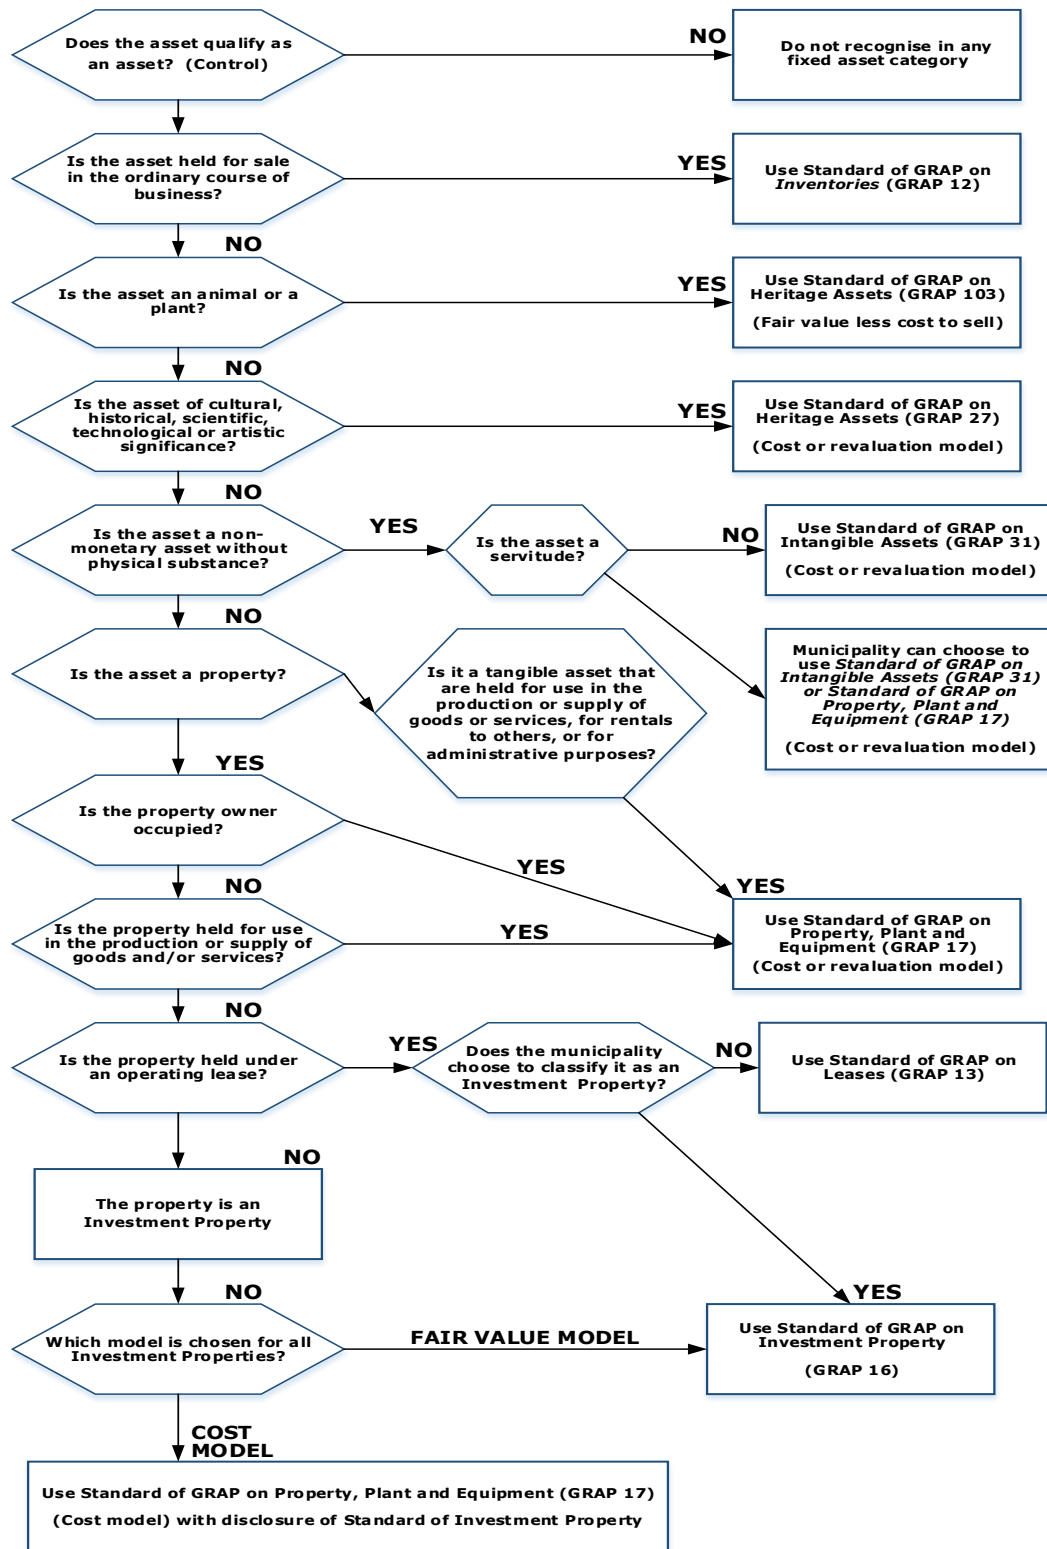 Does the asset qualify as
an asset? (Control)
NO
Do not recognise in any
fixed asset category
Is the asset held for sale
in the ordinary course of
business?
YES
Use Standard of GRAP on
Inventories (GRAP 12)
NO
Is the asset an animal or a
plant?
YES
Use Standard of GRAP on
Heritage Assets (GRAP 103)
(Fair value less cost to sell)
NO
Is the asset of cultural,
historical, scientific,
technological or artistic
significance?
YES
Use Standard of GRAP on
Heritage Assets (GRAP 27)
(Cost or revaluation model)
NO
Is the asset a non-
monetary asset without
physical substance?
YES
Is the asset a
servitude?
NO
Use Standard of GRAP on
Intangible Assets (GRAP 31)
(Cost or revaluation model)
NO
Is the asset a property?
Is it a tangible asset that
are held for use in the
production or supply of
goods or services, for rentals
to others, or for
administrative purposes?
Municipality can choose to
use Standard of GRAP on
Intangible Assets (GRAP 31)
or Standard of GRAP on
Property, Plant and
Equipment (GRAP 17)
(Cost or revaluation model)
YES
Is the property owner
occupied?
YES
YES
NO
Is the property held for use
in the production or supply of
goods and/or services?
YES
Use Standard of GRAP on
Property, Plant and
Equipment (GRAP 17)
(Cost or revaluation model)
NO
Is the property held under
an operating lease?
YES
Does the municipality
choose to classify it as an
Investment Property?
NO
Use Standard of GRAP on
Leases (GRAP 13)
NO
The property is an
Investment Property
NO
YES
Which model is chosen for all
Investment Properties?
FAIR VALUE MODEL
Use Standard of GRAP on
Investment Property
(GRAP 16)
COST
MODEL
Use Standard of GRAP on Property, Plant and Equipment (GRAP 17)
(Cost model) with disclosure of Standard of Investment Property